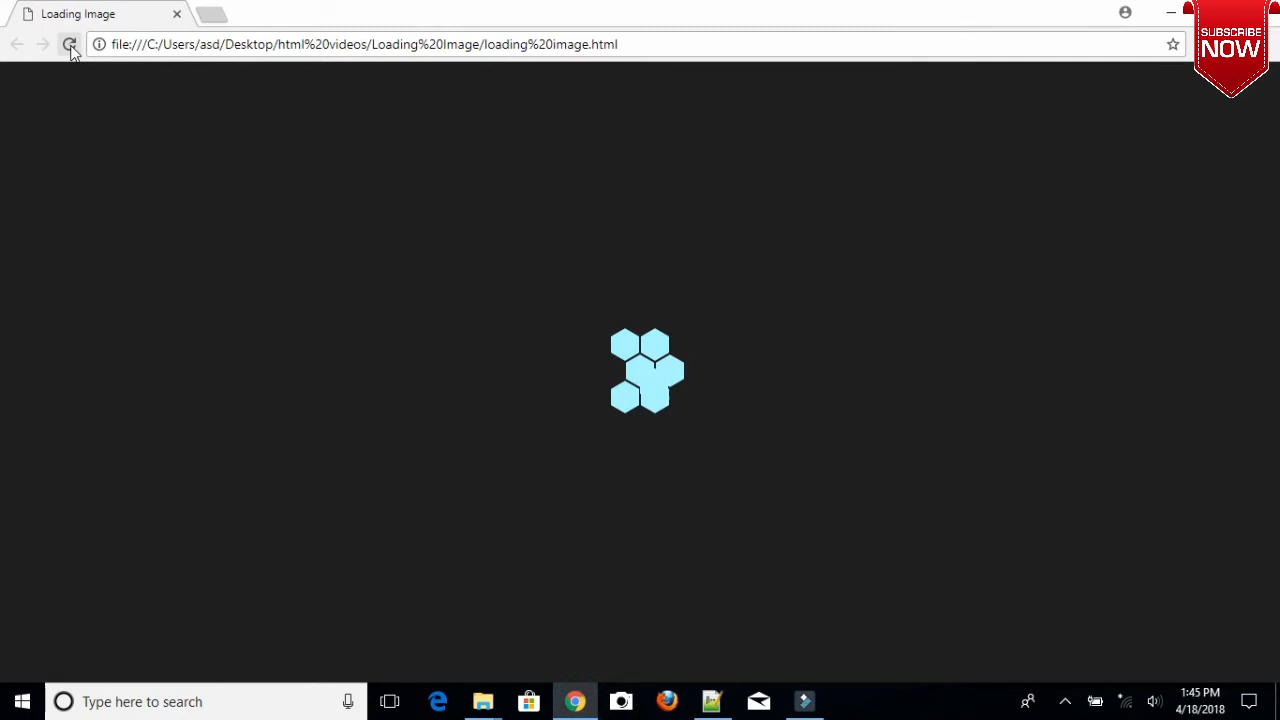 Loading Image
SUBSCRIBE
NOW
file:///C:/Users/asd/Desktop/html%20videos/Loading%20Image/loading%20image.html
Type here to search
1:45 PM
4/18/2018